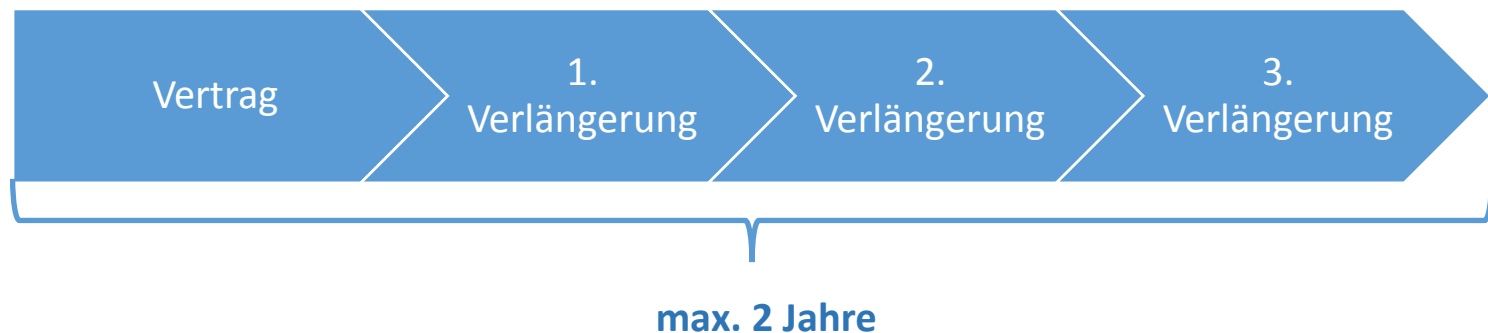 Vertrag
1.
Verlängerung
2.
Verlängerung
3.
Verlängerung
max. 2 Jahre